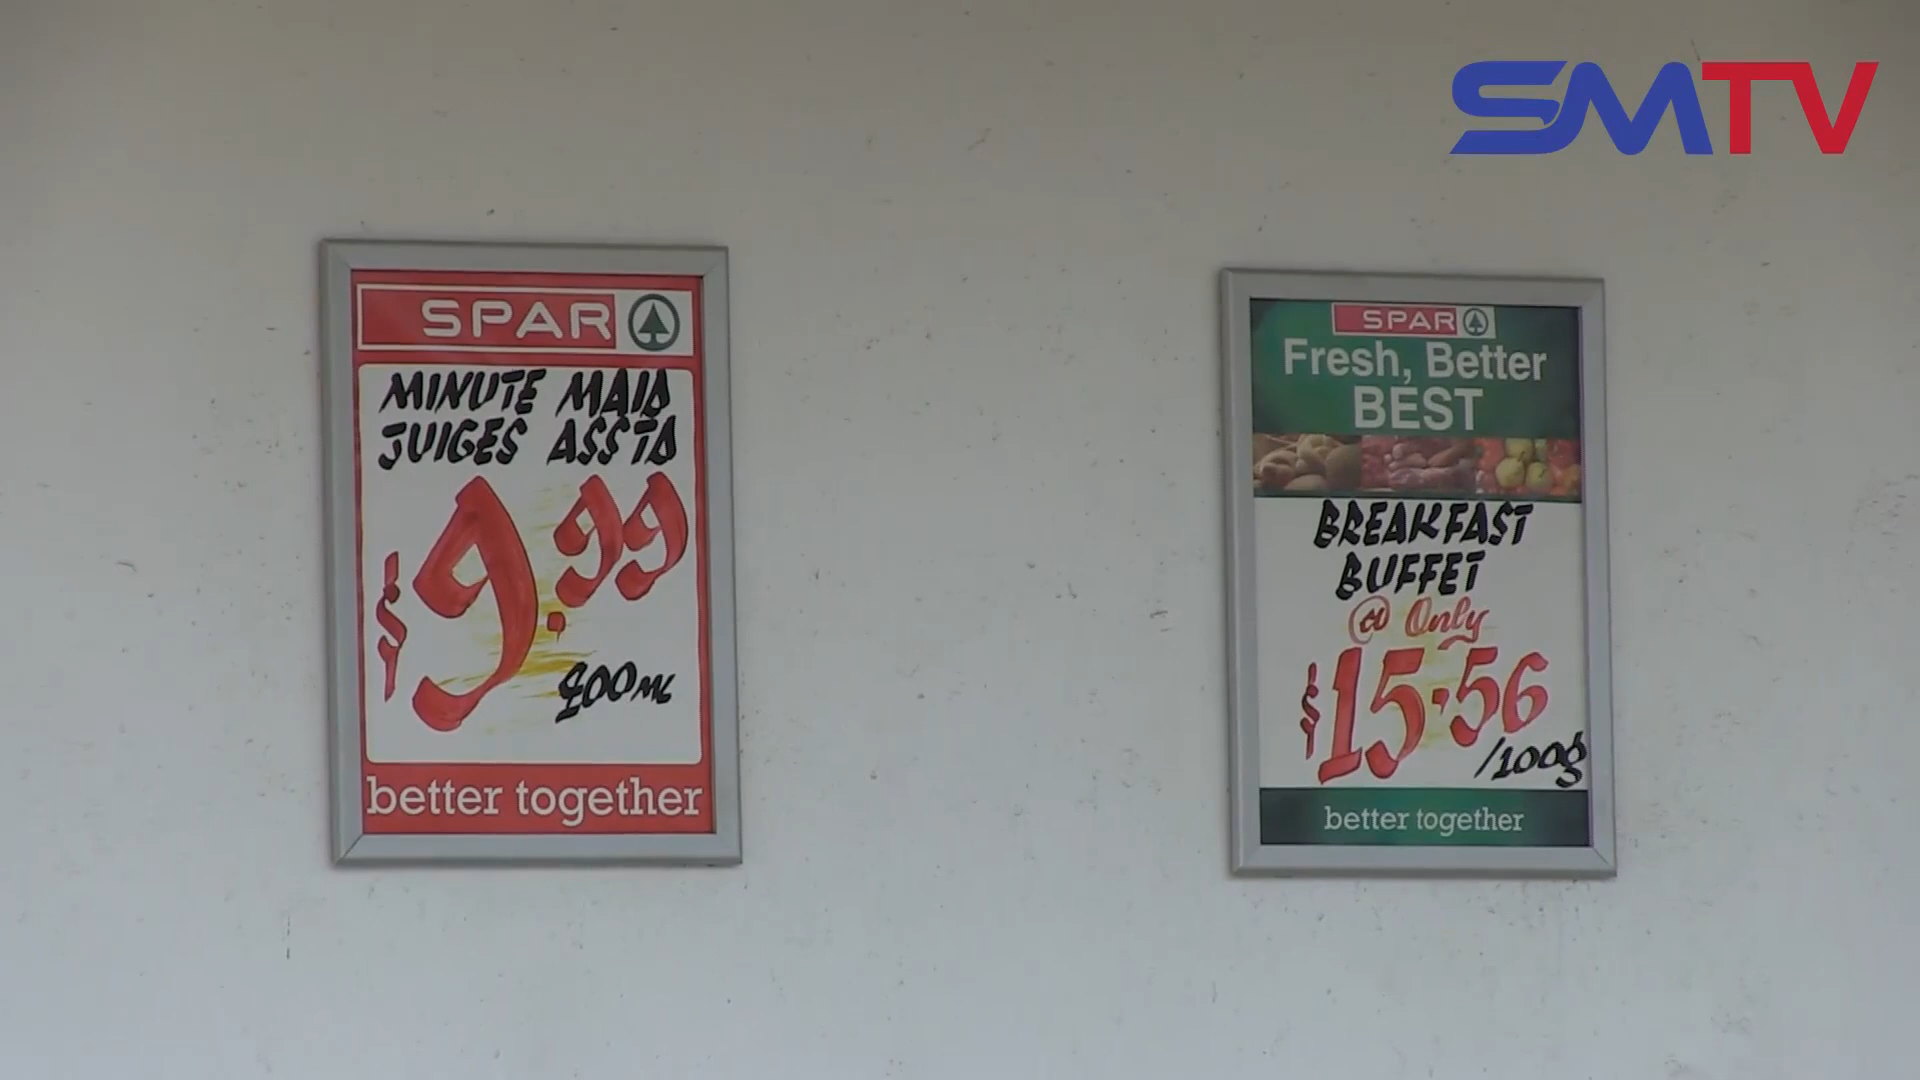 SMTV
SPAR
MINUTE MAID
JUIGES ASSTD
$9.99
400ML
better together
SPAR
Fresh, Better
BEST
BREAKFAST
BUFFET
@ Only
$15.56
/100g
better together